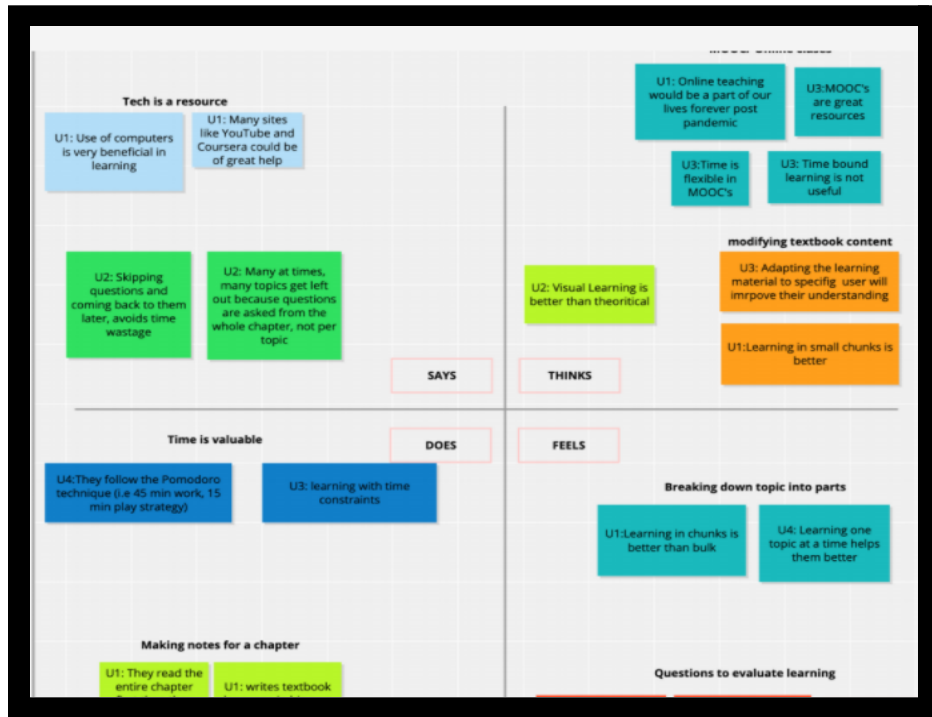 Tech is a resource
U1: Use of computers
is very beneficial in
learning
U1: Many sites
like YouTube and
Coursera could be
of great help
U2: Skipping
questions and
coming back to them
later, avoids time
wastage
U2: Many at times,
many topics get left
out because questions
are asked from the
whole chapter, not per
topic
SAYS
U1: Online teaching
would be a part of our
lives forever post
pandemic
U3:MOOC's
are great
resources
U3:Time is
flexible in
MOOC's
U3: Time bound
learning is not
useful
modifying textbook content
U2: Visual Learning is
better than theoritical
U3: Adapting the learning
material to specifig user will
imrpove their understanding
U1:Learning in small chunks is
better
THINKS
DOES
Time is valuable
U4:They follow the Pomodoro
technique (i.e 45 min work, 15
min play strategy)
U3: learning with time
constraints
Making notes for a chapter
U1: They read the
entire chapter
U1: writes textbook
FEELS
Breaking down topic into parts
U1:Learning in chunks is
better than bulk
U4: Learning one
topic at a time helps
them better
Questions to evaluate learning